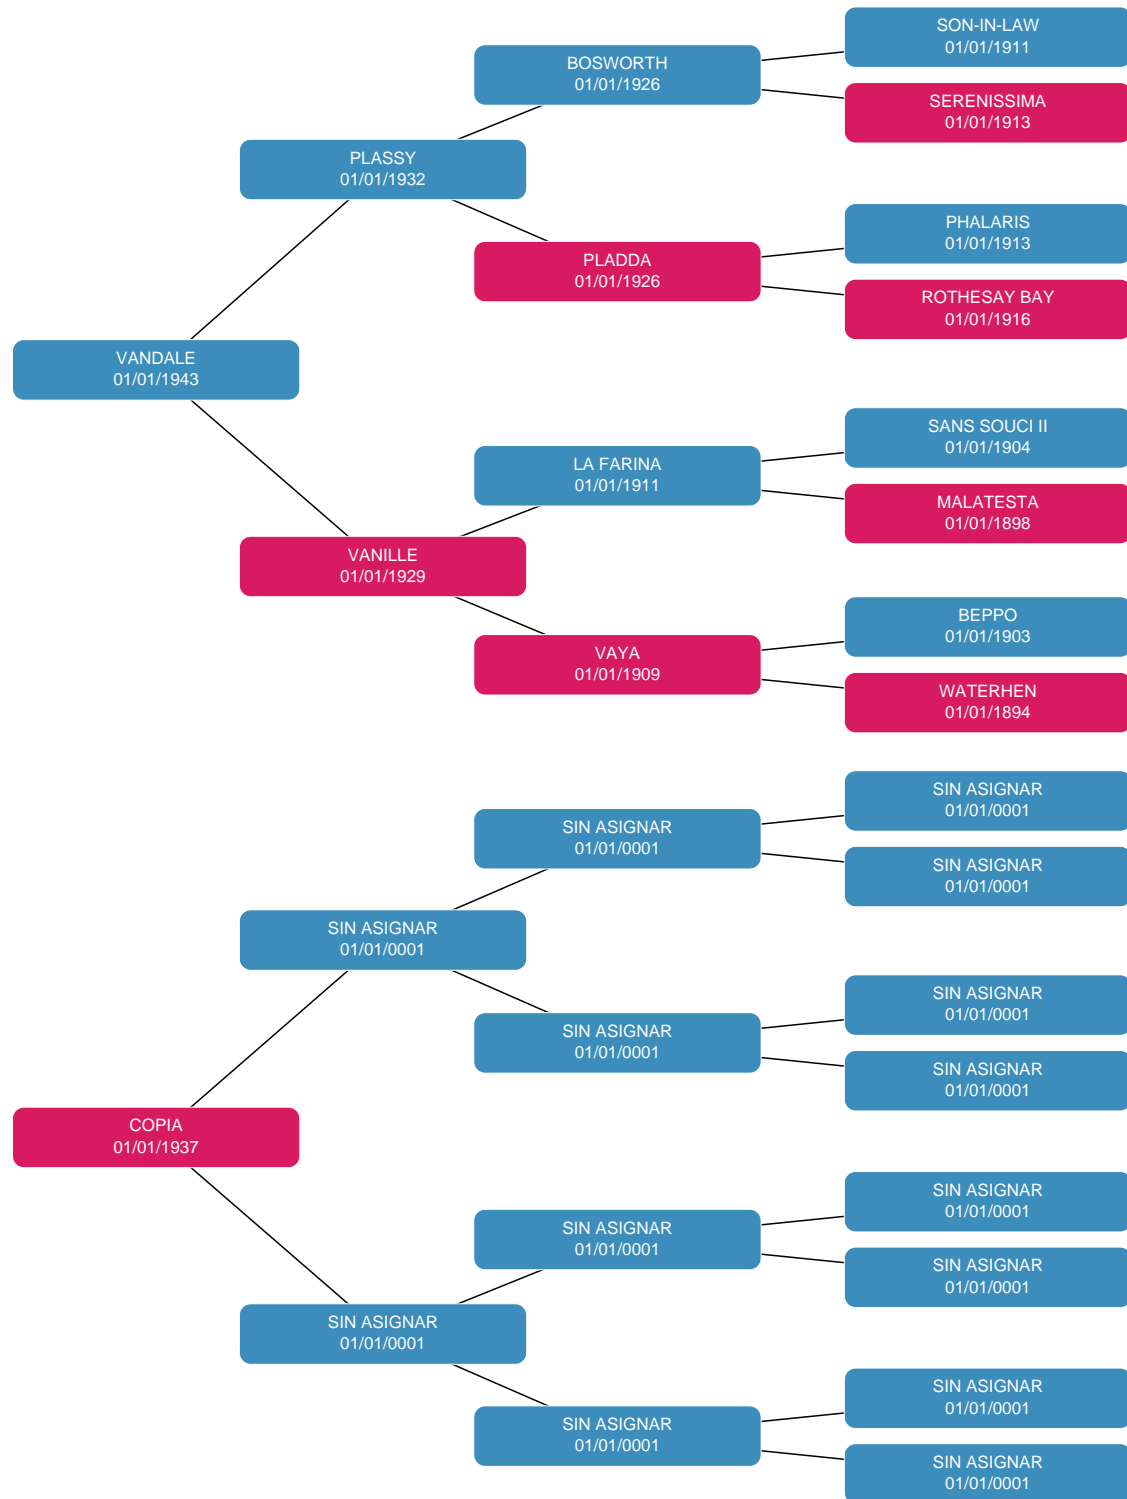 SON-IN-LAW
01/01/1911
BOSWORTH
01/01/1926
SERENISSIMA
01/01/1913
PLASSY
01/01/1932
PHALARIS
01/01/1913
PLADDA
01/01/1926
ROTHESAY BAY
01/01/1916
VANDALE
01/01/1943
SANS SOUCI II
01/01/1904
LA FARINA
01/01/1911
MALATESTA
01/01/1898
VANILLE
01/01/1929
BEPPO
01/01/1903
VAYA
01/01/1909
WATERHEN
01/01/1894
SIN ASIGNAR
01/01/0001
SIN ASIGNAR
01/01/0001
SIN ASIGNAR
01/01/0001
SIN ASIGNAR
01/01/0001
SIN ASIGNAR
01/01/0001
SIN ASIGNAR
01/01/0001
SIN ASIGNAR
01/01/0001
COPIA
01/01/1937
SIN ASIGNAR
01/01/0001
SIN ASIGNAR
01/01/0001
SIN ASIGNAR
01/01/0001
SIN ASIGNAR
01/01/0001
SIN ASIGNAR
01/01/0001
SIN ASIGNAR
01/01/0001
SIN ASIGNAR
01/01/0001